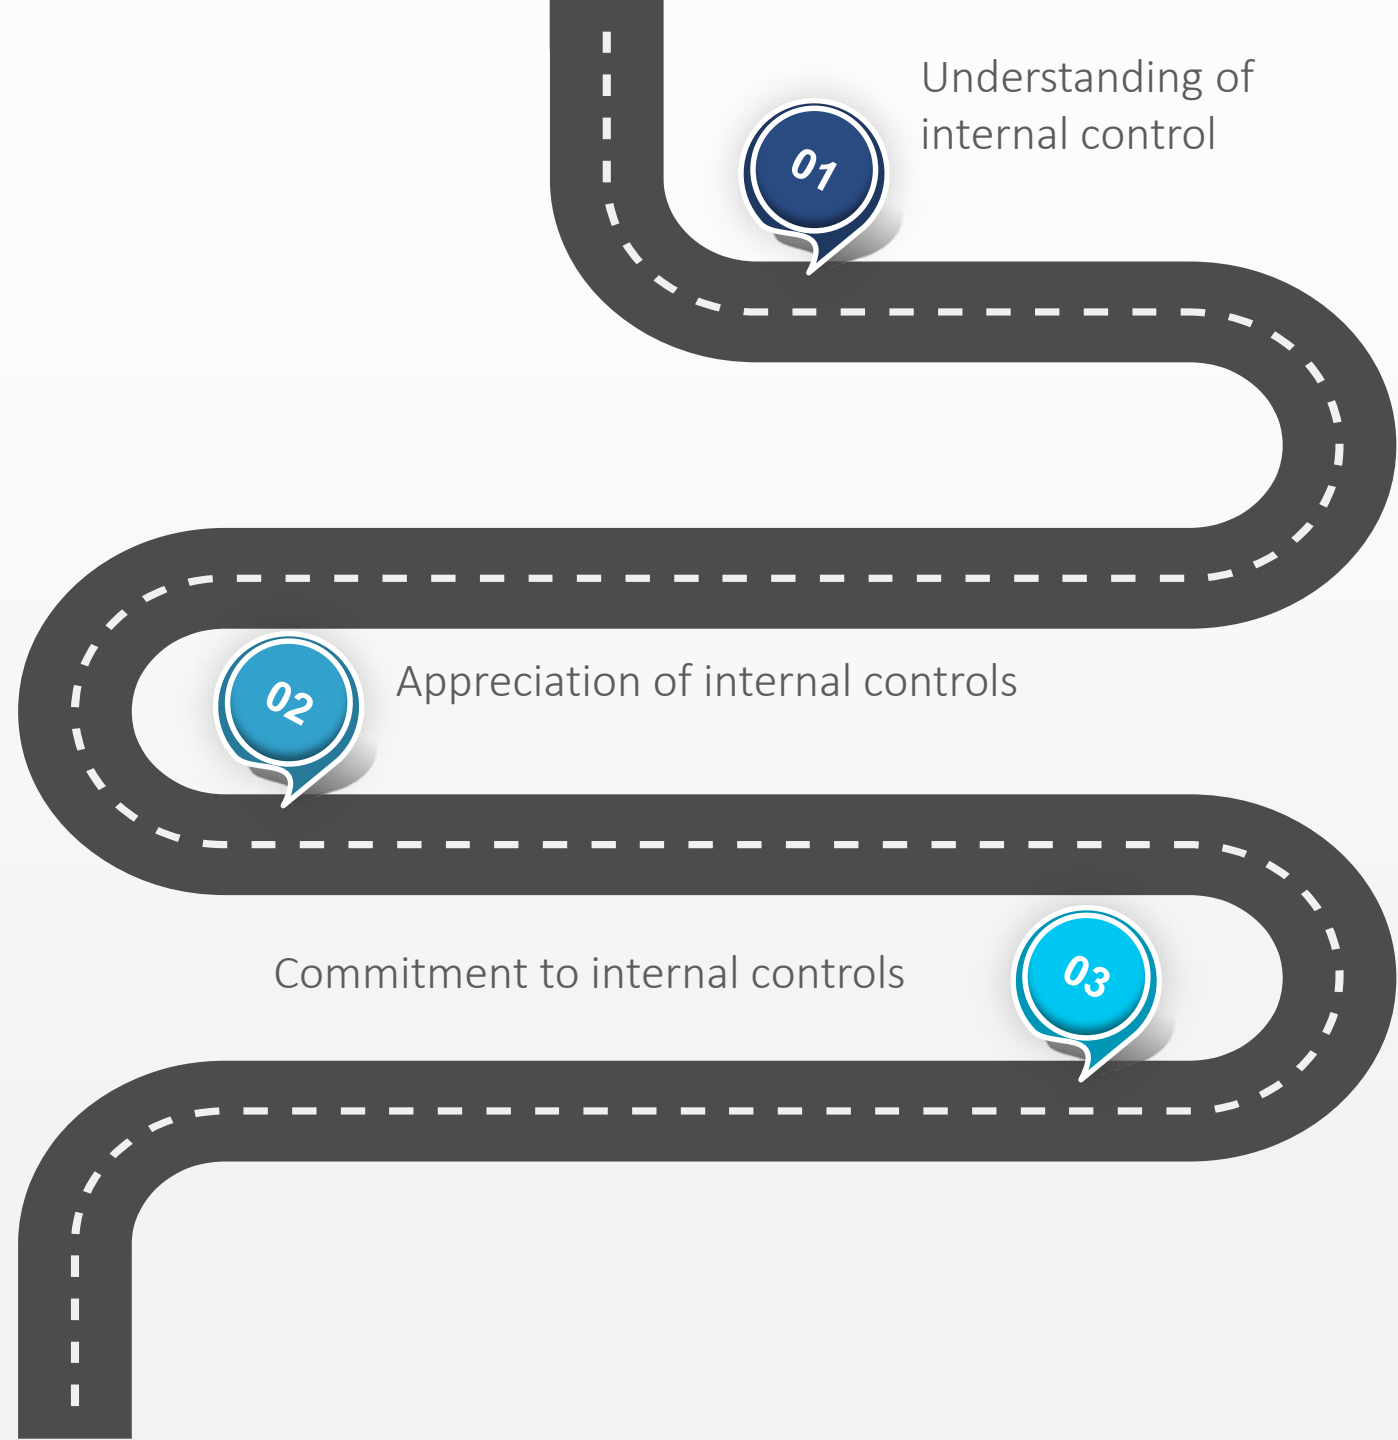 01
Understanding of
internal control
02
Appreciation of internal controls
Commitment to internal controls
03